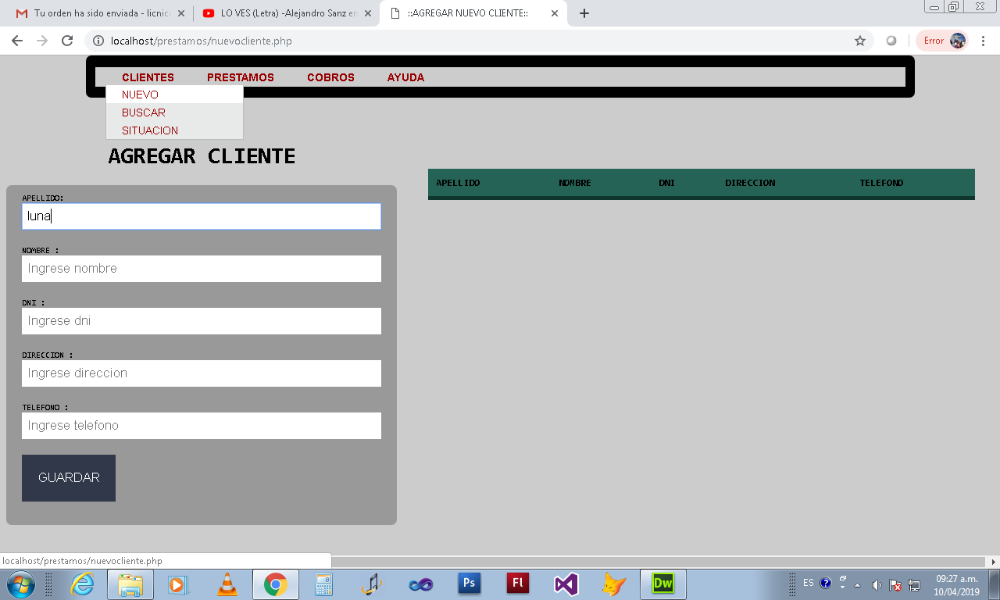 Tu orden ha sido enviada - licnico
LO VES (Letra) -Alejandro Sanz en
::AGREGAR NUEVO CLIENTE::
localhost/prestamos/nuevocliente.php
Error
CLIENTES PRESTAMOS COBROS AYUDA
NUEVO
BUSCAR
SITUACION
AGREGAR CLIENTE
APELLIDO NOMBRE DNI DIRECCION TELEFONO
APELLIDO:
luna
NOMBRE :
Ingrese nombre
DNI :
Ingrese dni
DIRECCION :
Ingrese direccion
TELEFONO :
Ingrese telefono
GUARDAR
localhost/prestamos/nuevocliente.php
Ps
Fl
Dw
ES
09:27 a.m.
10/04/2019